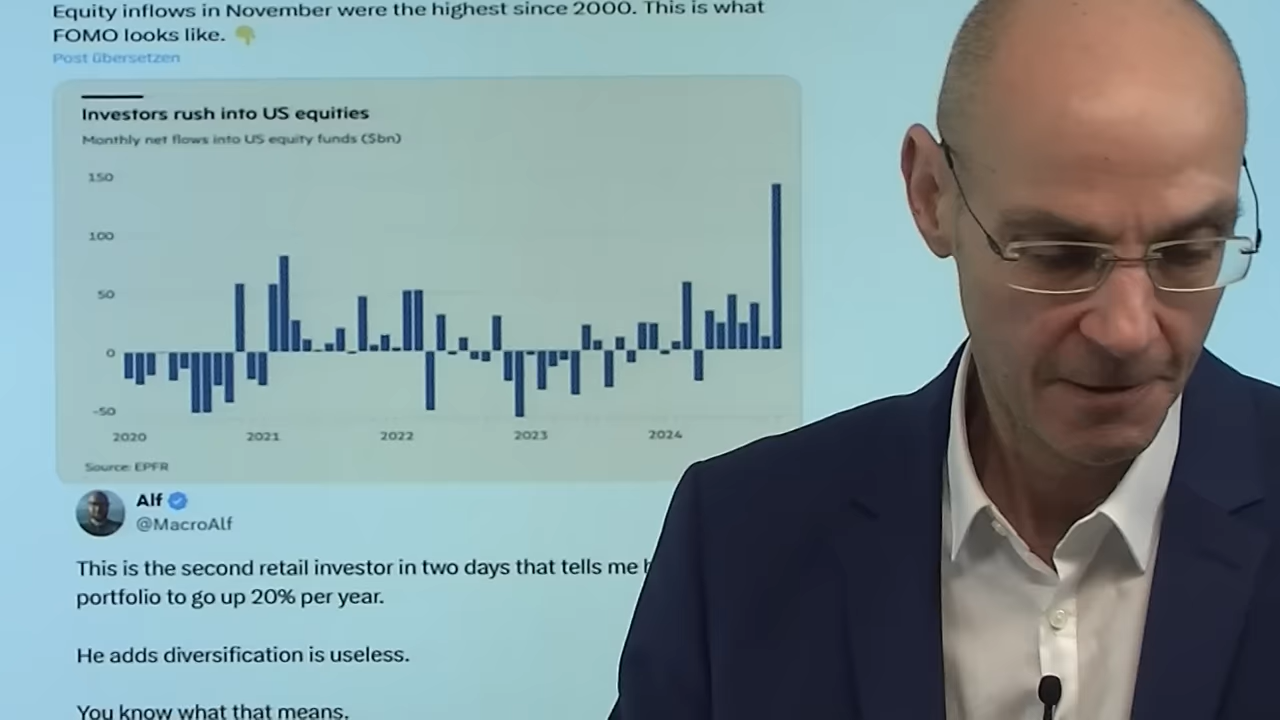 Equity inflows in November were the highest since 2000. This is what
FOMO looks like. 👇
Post übersetzen
Investors rush into US equities
Monthly net flows into US equity funds ($bn)
150
100
50
0
-50
2020 2021 2022 2023 2024
Source: EPFR
Alf
@MacroAlf
This is the second retail investor in two days that tells me
portfolio to go up 20% per year.
He adds diversification is useless.
You know what that means.